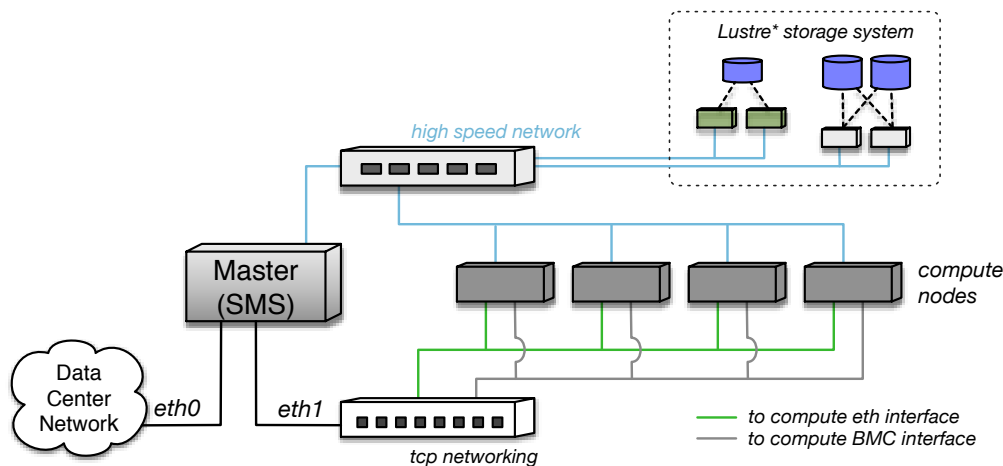 Lustre* storage system
high speed network
Master
(SMS)
compute
nodes
Data
Center
Network
eth0
eth1
tcp networking
to compute eth interface
to compute BMC interface